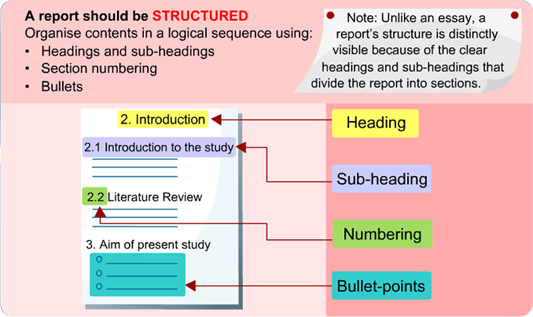 A report should be STRUCTURED
Organise contents in a logical sequence using:
• Headings and sub-headings
• Section numbering
• Bullets
Note: Unlike an essay, a
report's structure is distinctly
visible because of the clear
headings and sub-headings that
divide the report into sections.
2. Introduction
Heading
2.1 Introduction to the study
Sub-heading
2.2 Literature Review
Numbering
3. Aim of present study
Bullet-points